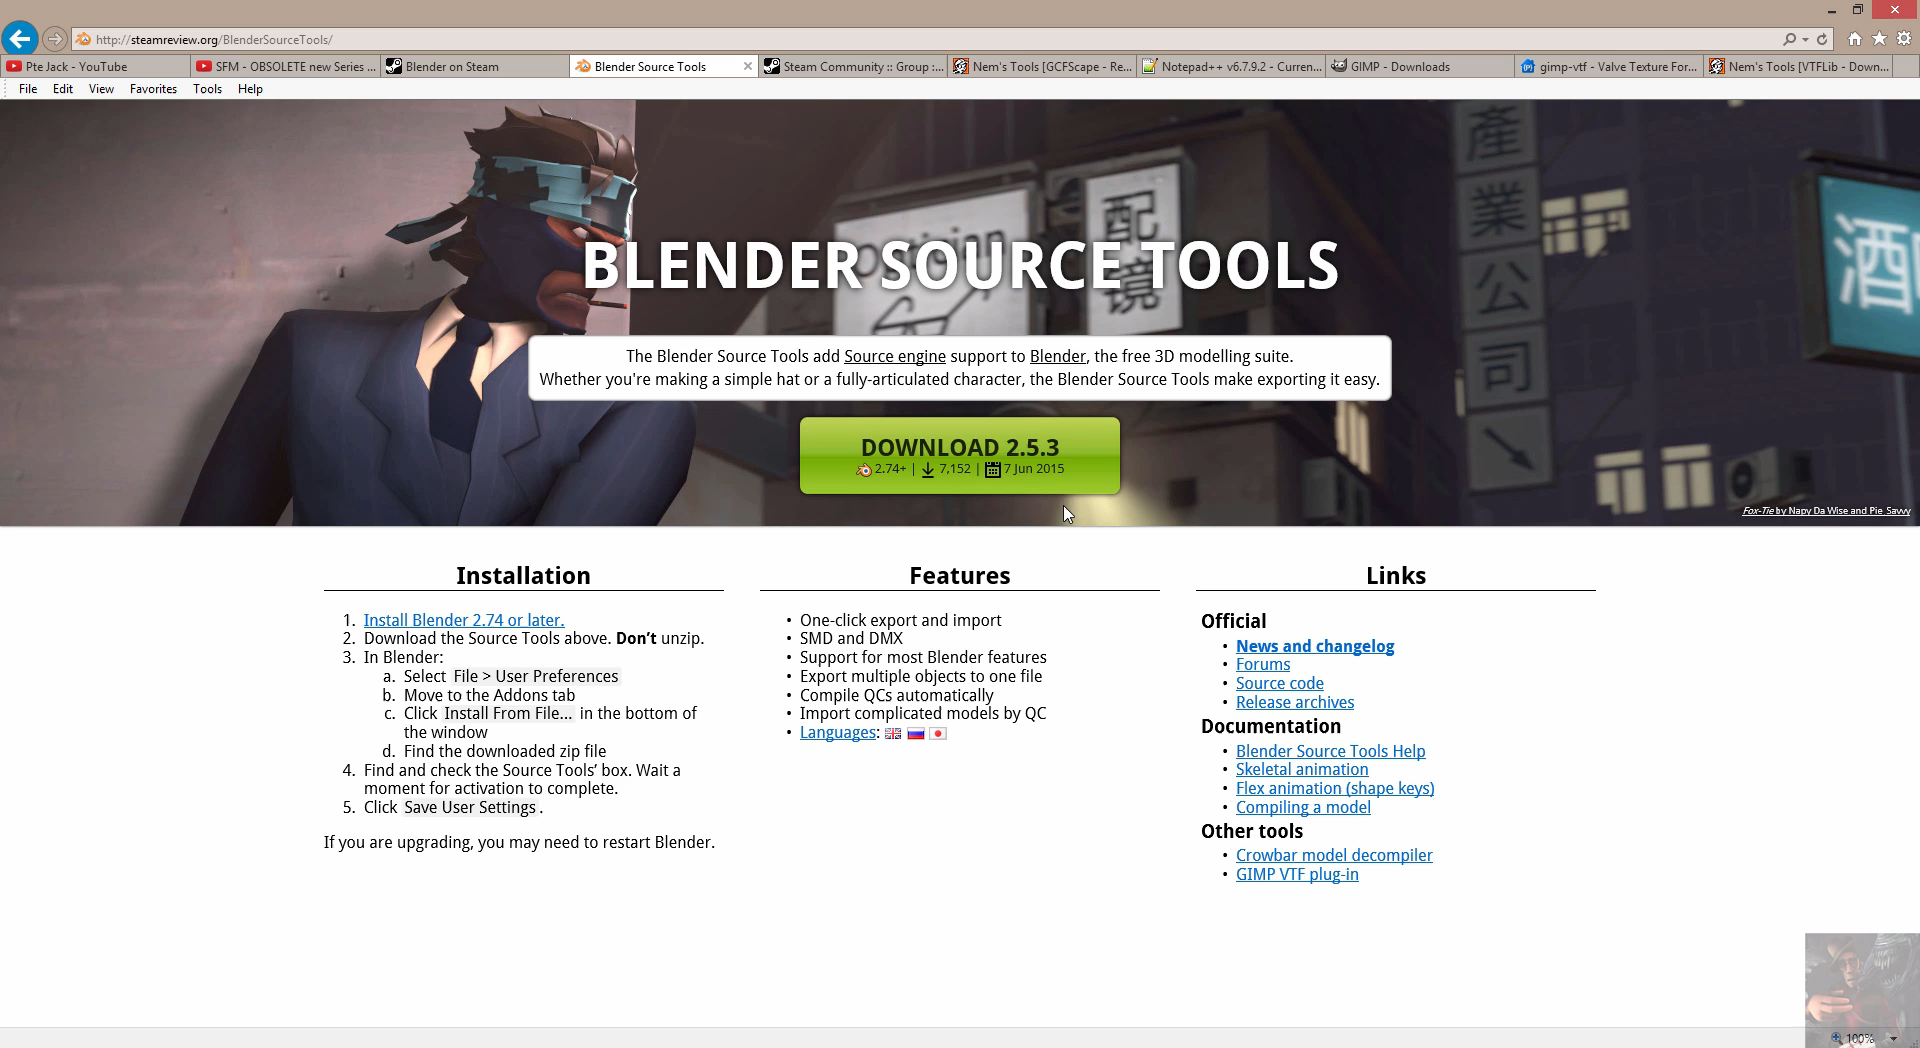 http://steamreview.org/BlenderSourceTools/
Pte Jack - YouTube
SFM - OBSOLETE new Series ...
Blender on Steam
Blender Source Tools
Steam Community :: Group :...
Nem's Tools [GCFScape - Re...
Notepad++ v6.7.9.2 - Curren...
GIMP - Downloads
gimp-vtf - Valve Texture For...
Nem's Tools [VTFLib - Down...
File Edit View Favorites Tools Help
產業公司
配镜
酒
BLENDER SOURCE TOOLS
The Blender Source Tools add Source engine support to Blender, the free 3D modelling suite.
Whether you're making a simple hat or a fully-articulated character, the Blender Source Tools make exporting it easy.
DOWNLOAD 2.5.3
2.74+ | 7,152 | 7 Jun 2015
Fox-Tie by Napy Da Wise and Pie Savvy
Installation
1. Install Blender 2.74 or later.
2. Download the Source Tools above. Don't unzip.
3. In Blender:
a. Select File > User Preferences
b. Move to the Addons tab
c. Click Install From File... in the bottom of
the window
d. Find the downloaded zip file
4. Find and check the Source Tools’ box. Wait a
moment for activation to complete.
5. Click Save User Settings.
If you are upgrading, you may need to restart Blender.
Features
• One-click export and import
• SMD and DMX
• Support for most Blender features
• Export multiple objects to one file
• Compile QCs automatically
• Import complicated models by QC
• Languages:
Links
Official
• News and changelog
• Forums
• Source code
• Release archives
Documentation
• Blender Source Tools Help
• Skeletal animation
• Flex animation (shape keys)
• Compiling a model
Other tools
• Crowbar model decompiler
• GIMP VTF plug-in
100%